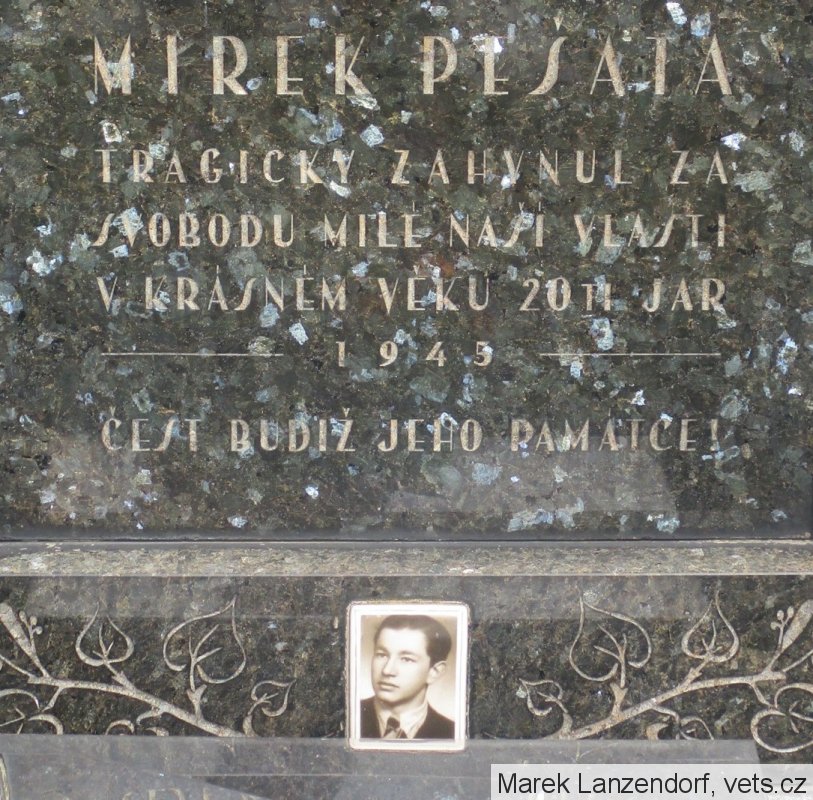 MIREK PEŠATA
TRAGICKY ZAHYNUL ZA
SVOBODU MILÉ NAŠÍ VLASTI
V KRÁSNÉM VĚKU 20TI JAR
1945
ČEST BUDIŽ JEHO PAMÁTCE!
Marek Lanzendorf, vets.cz